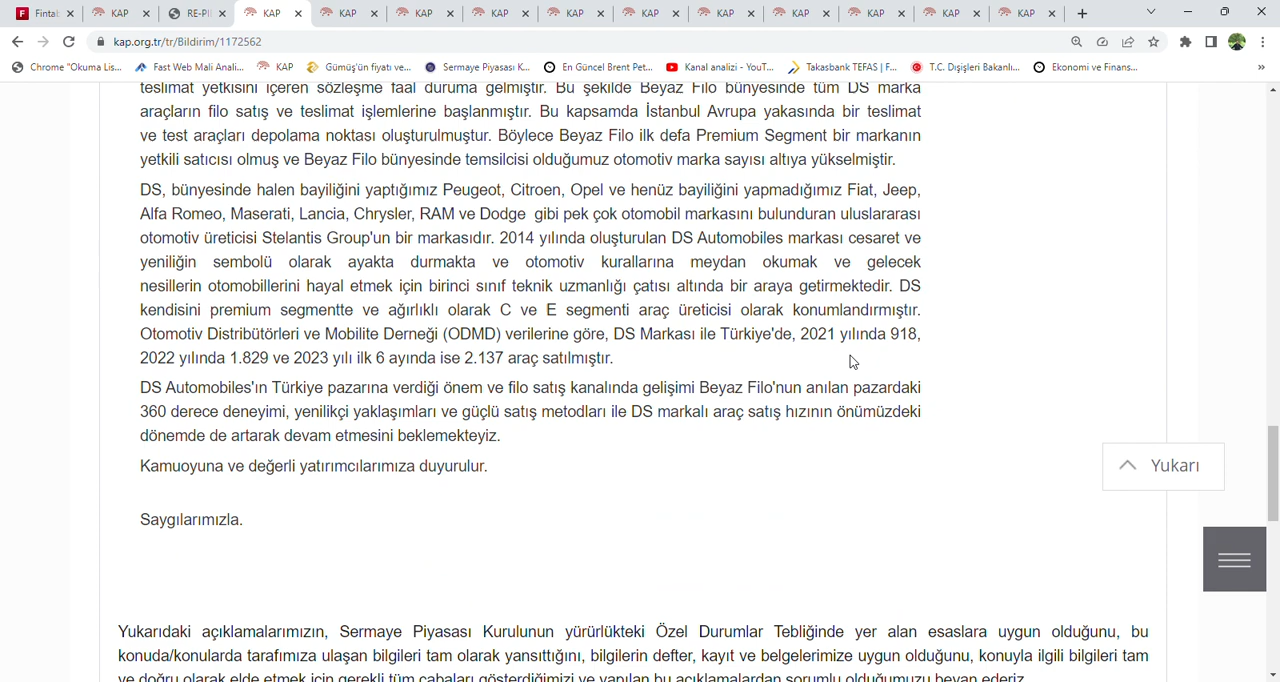 Finta
KAP
RE-PI
KAP
KAP
KAP
KAP
KAP
KAP
KAP
KAP
KAP
KAP
KAP
kap.org.tr/tr/Bildirim/1172562
Chrome "Okuma Lis...
Fast Web Mali Anali...
KAP
Gümüş'ün fiyatı ve...
Sermaye Piyasası K...
En Güncel Brent Pet...
Kanal analizi - YouT...
Takasbank TEFAS | F...
T.C. Dışişleri Bakanlı...
Ekonomi ve Finans...
»
teslimat yetkisini içeren sözleşme faal duruma gelmiştir. Bu şekilde Beyaz Filo bünyesinde tüm DS marka
araçların filo satış ve teslimat işlemlerine başlanmıştır. Bu kapsamda İstanbul Avrupa yakasında bir teslimat
ve test araçları depolama noktası oluşturulmuştur. Böylece Beyaz Filo ilk defa Premium Segment bir markanın
yetkili satıcısı olmuş ve Beyaz Filo bünyesinde temsilcisi olduğumuz otomotiv marka sayısı altıya yükselmiştir.
DS, bünyesinde halen bayiliğini yaptığımız Peugeot, Citroen, Opel ve henüz bayiliğini yapmadığımız Fiat, Jeep,
Alfa Romeo, Maserati, Lancia, Chrysler, RAM ve Dodge gibi pek çok otomobil markasını bulunduran uluslararası
otomotiv üreticisi Stelantis Group'un bir markasıdır. 2014 yılında oluşturulan DS Automobiles markası cesaret ve
yeniliğin sembolü olarak ayakta durmakta ve otomotiv kurallarına meydan okumak ve gelecek
nesillerin otomobillerini hayal etmek için birinci sınıf teknik uzmanlığı çatısı altında bir araya getirmektedir. DS
kendisini premium segmentte ve ağırlıklı olarak C ve E segmenti araç üreticisi olarak konumlandırmıştır.
Otomotiv Distribütörleri ve Mobilite Derneği (ODMD) verilerine göre, DS Markası ile Türkiye'de, 2021 yılında 918,
2022 yılında 1.829 ve 2023 yılı ilk 6 ayında ise 2.137 araç satılmıştır.
DS Automobiles'ın Türkiye pazarına verdiği önem ve filo satış kanalında gelişimi Beyaz Filo'nun anılan pazardaki
360 derece deneyimi, yenilikçi yaklaşımları ve güçlü satış metodları ile DS markalı araç satış hızının önümüzdeki
dönemde de artarak devam etmesini beklemekteyiz.
Kamuoyuna ve değerli yatırımcılarımıza duyurulur.
Yukarı
Saygılarımızla.
Yukarıdaki açıklamalarımızın, Sermaye Piyasası Kurulunun yürürlükteki Özel Durumlar Tebliğinde yer alan esaslara uygun olduğunu, bu
konuda/konularda tarafımıza ulaşan bilgileri tam olarak yansıttığını, bilgilerin defter, kayıt ve belgelerimize uygun olduğunu, konuyla ilgili bilgileri tam
ve doğru olarak elde etmek için gerekli tüm çabaları gösterdiğimizi ve yapılan bu açıklamalardan sorumlu olduğumuzu beyan ederiz.